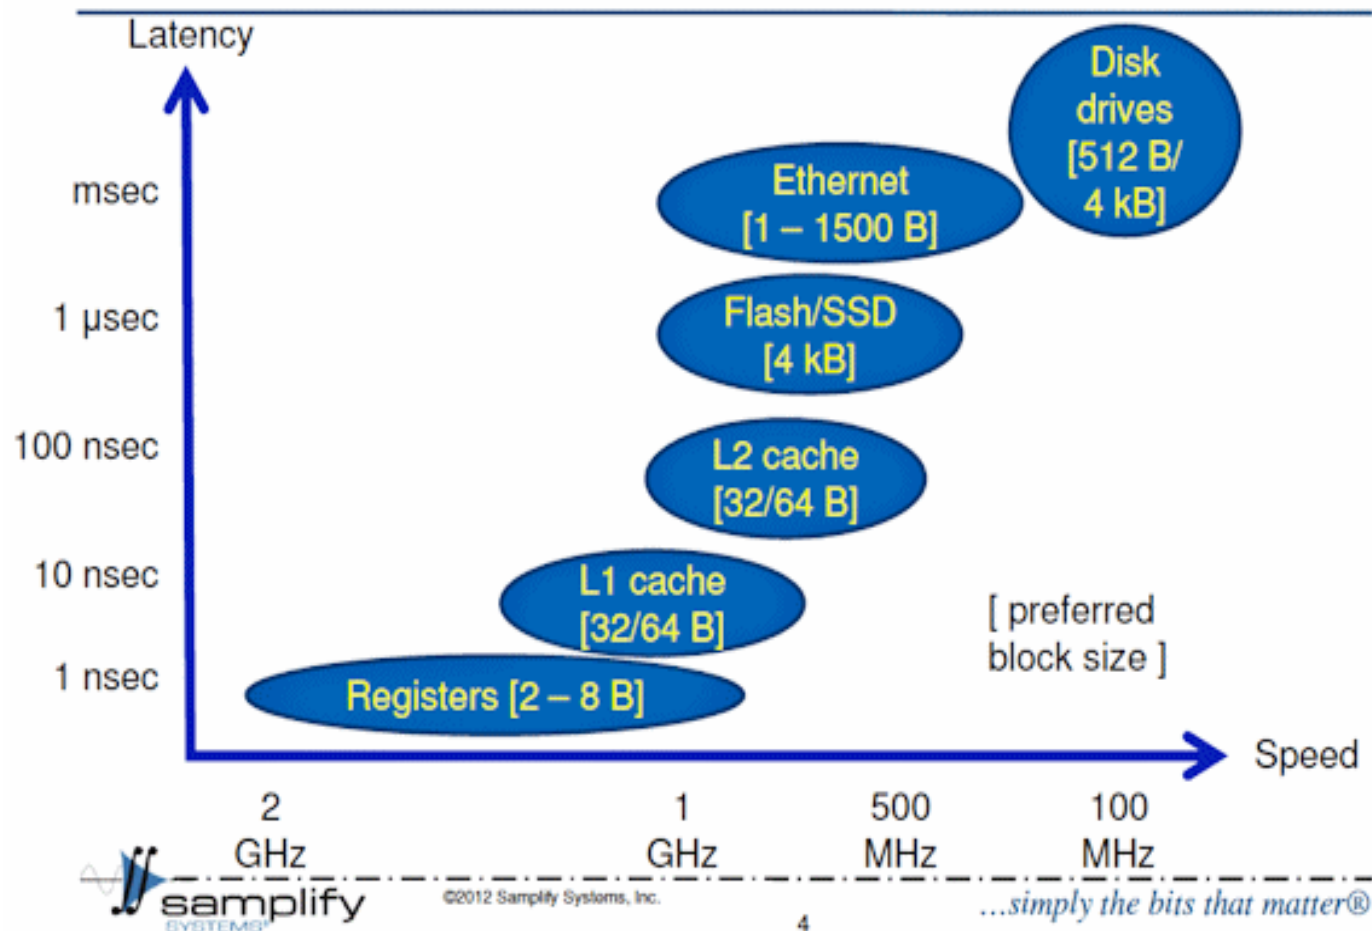 Latency
Disk
drives
[512 B/
4 kB]
Ethernet
[1 – 1500 B]
msec
Flash/SSD
[4 kB]
1 µsec
L2 cache
[32/64 B]
100 nsec
L1 cache
[32/64 B]
10 nsec
[ preferred
block size ]
Registers [2 – 8 B]
1 nsec
Speed
2
GHz
1
GHz
500
MHz
100
MHz
samplify
SYSTEMS
©2012 Samplify Systems, Inc.
4
...simply the bits that matter®